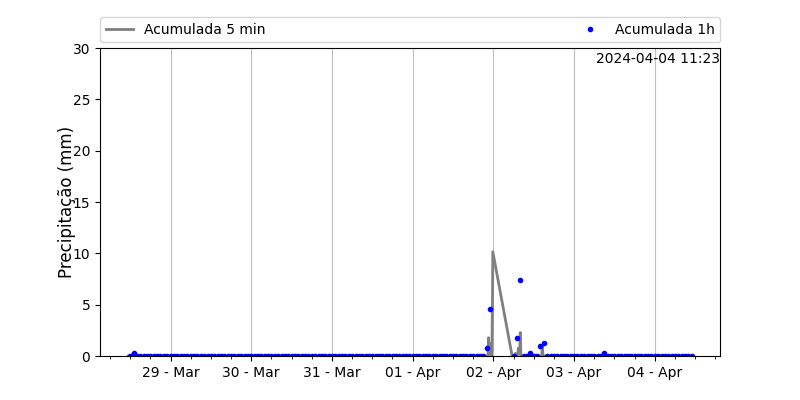 Acumulada 5 min
Acumulada 1h
2024-04-04 11:23
Precipitação (mm)
30
25
20
15
10
5
0
29 - Mar
30 - Mar
31 - Mar
01 - Apr
02 - Apr
03 - Apr
04 - Apr